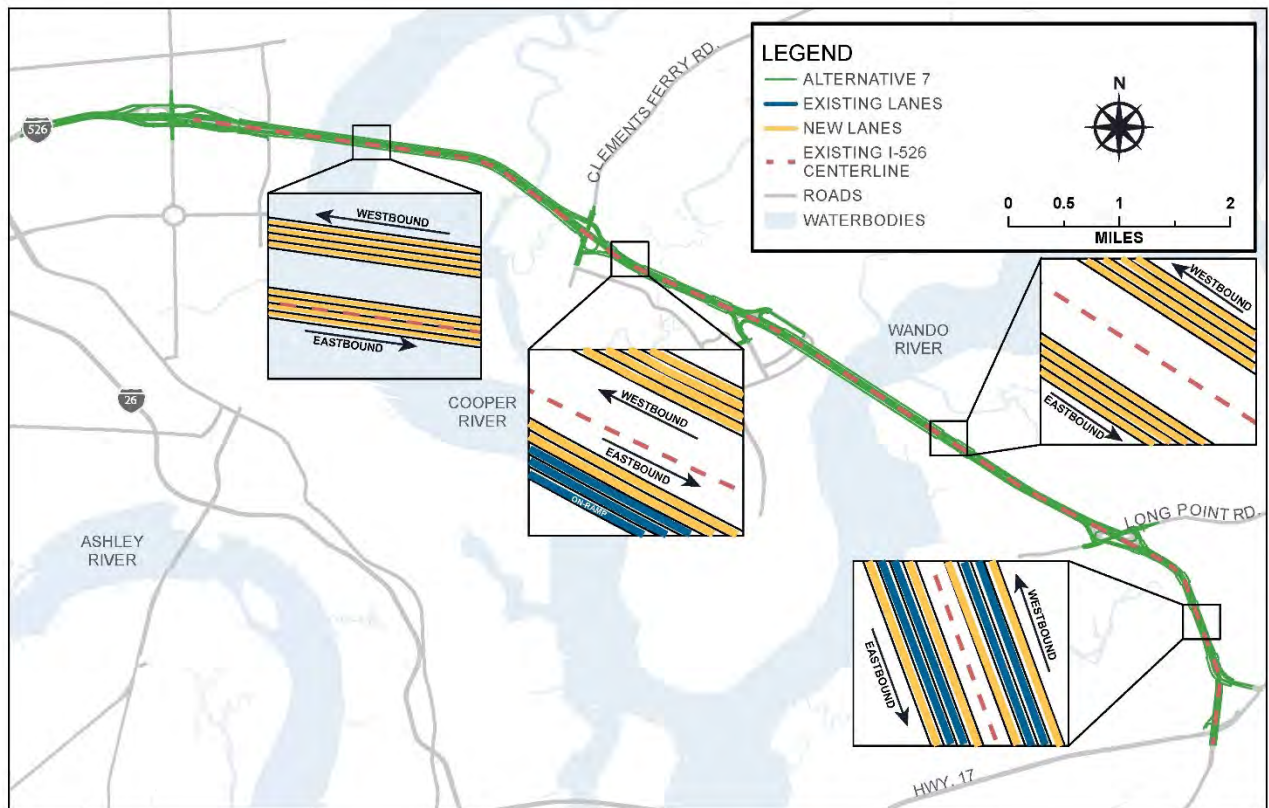 LEGEND
ALTERNATIVE 7
EXISTING LANES
NEW LANES
EXISTING I-526
CENTERLINE
ROADS
WATERBODIES
N
0 0.5 1 2
MILES
526
CLEMENTS FERRY RD.
WESTBOUND
EASTBOUND
26
COOPER
RIVER
WESTBOUND
EASTBOUND
ON-RAMP
WANDO
RIVER
WESTBOUND
EASTBOUND
ASHLEY
RIVER
LONG POINT RD.
WESTBOUND
EASTBOUND
HWY. 17